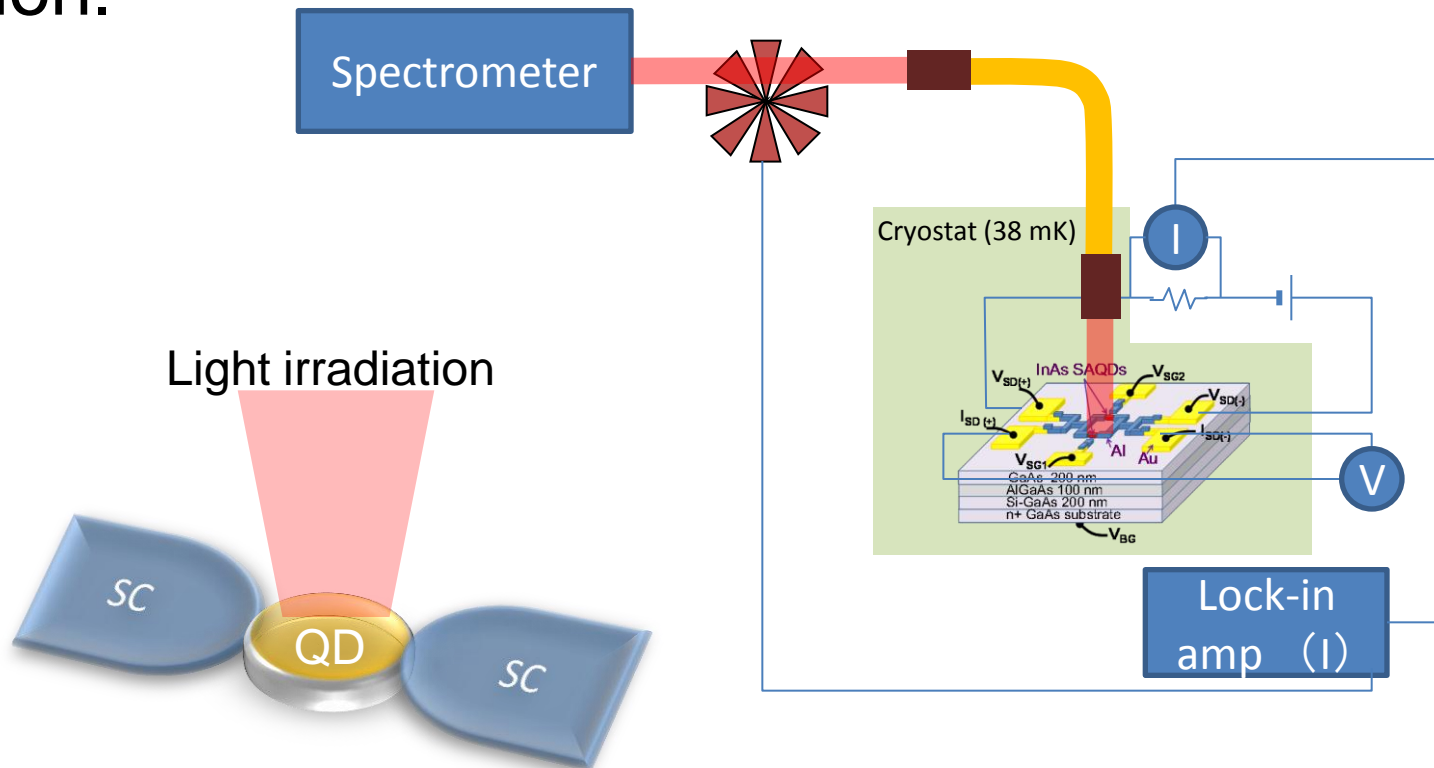 ion.
Spectrometer
Cryostat (38 mK)
I
Light irradiation
InAs SAQDs
V_SD(+)
V_SG2
V_SD(-)
I_SD (+)
I_SD(-)
Al
Au
V_SG1
GaAs 200 nm
AlGaAs 100 nm
Si-GaAs 200 nm
n+ GaAs substrate
V_BG
V
SC
QD
SC
Lock-in
amp （I）